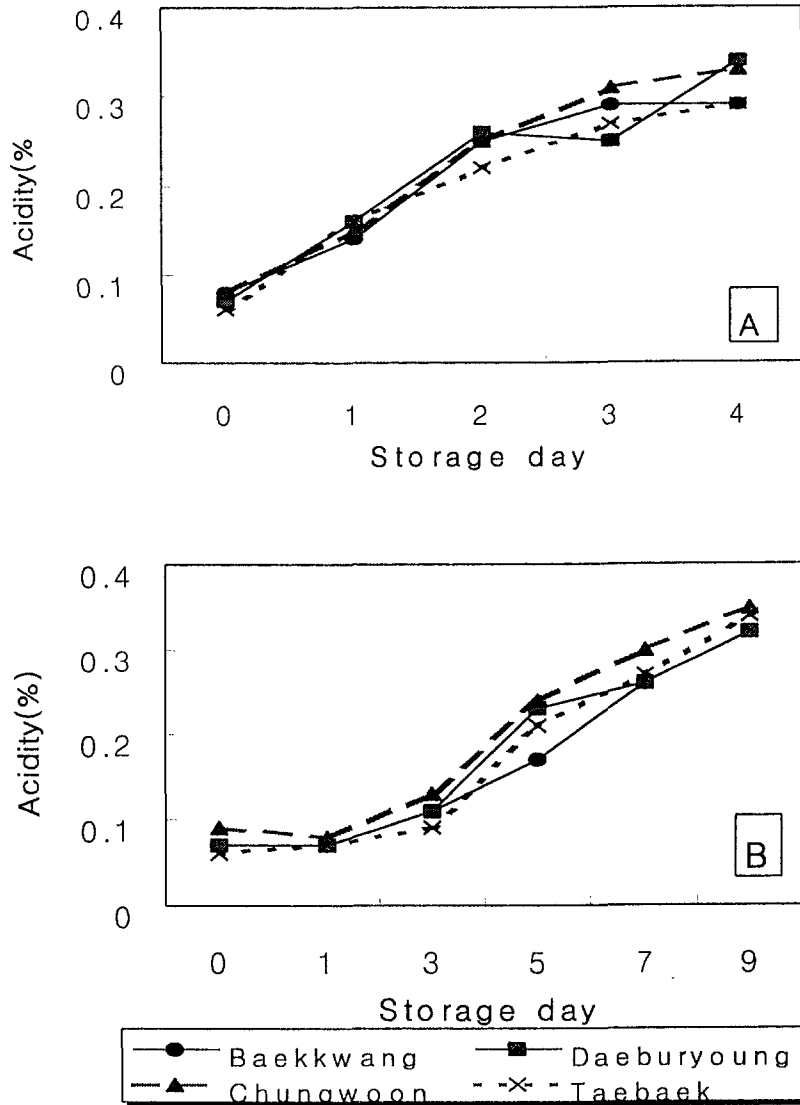 0.4
0.3
0.2
0.1
0
Acidity(%
A
0 1 2 3 4
Storage day
0.4
0.3
0.2
0.1
0
Acidity(%)
B
0 1 3 5 7 9
Storage day
Baekkwang Daeburyoung
Chungwoon Taebaek